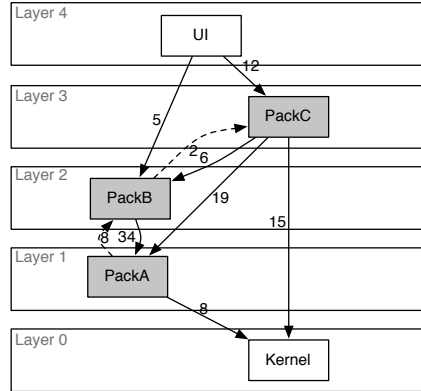 Layer 4
UI
12
Layer 3
PackC
5
2
6
Layer 2
PackB
19
15
8
34
Layer 1
PackA
8
Layer 0
Kernel